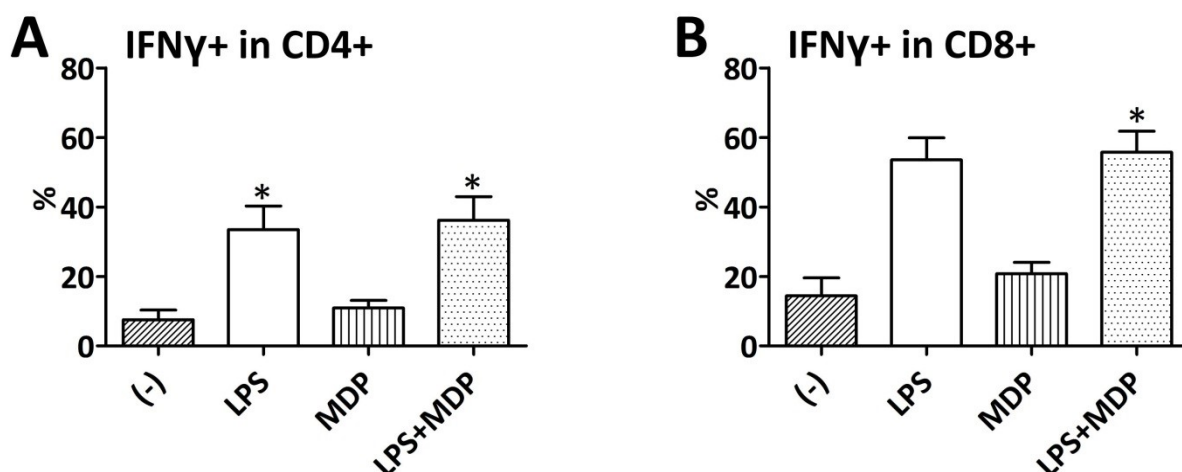 A IFNγ+ in CD4+
80
60
40
20
0
%
*
*
(-)
LPS
MDP
LPS+MDP
B IFNγ+ in CD8+
80
60
40
20
0
%
*
(-)
LPS
MDP
LPS+MDP